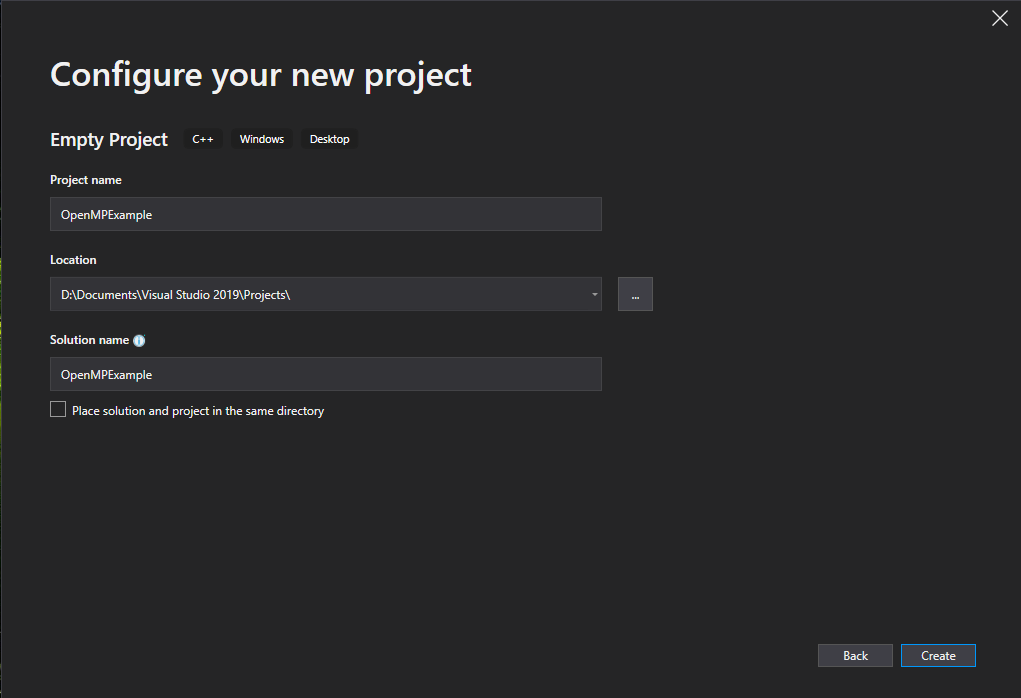 Configure your new project
Empty Project C++ Windows Desktop
Project name
OpenMPExample
Location
D:\Documents\Visual Studio 2019\Projects\
...
Solution name
OpenMPExample
Place solution and project in the same directory
Back Create